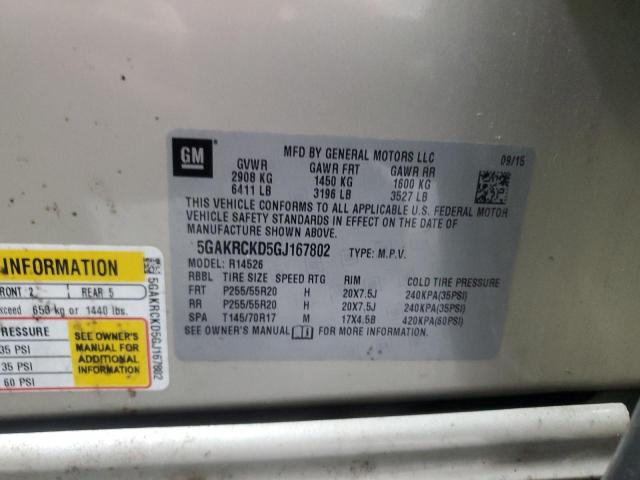 GM
MFD BY GENERAL MOTORS LLC 09/15
GVWR GAWR FRT GAWR RR
2908 KG 1450 KG 1600 KG
6411 LB 3196 LB 3527 LB
THIS VEHICLE CONFORMS TO ALL APPLICABLE U.S. FEDERAL MOTOR
VEHICLE SAFETY STANDARDS IN EFFECT ON THE DATE OF
MANUFACTURE SHOWN ABOVE.
5GAKRCKD5GJ167802 TYPE: M.P.V.
MODEL: R14526
RBBL TIRE SIZE SPEED RTG RIM COLD TIRE PRESSURE
FRT P255/55R20 H 20X7.5J 240KPA(35PSI)
RR P255/55R20 H 20X7.5J 240KPA(35PSI)
SPA T145/70R17 M 17X4.5B 420KPA(60PSI)
SEE OWNER'S MANUAL FOR MORE INFORMATION.
INFORMATION
FRONT 2 REAR 5
exceed 653 kg or 1440 lbs.
PRESSURE
35 PSI
35 PSI
60 PSI
SEE OWNER'S
MANUAL FOR
ADDITIONAL
INFORMATION
5GAKRCKD5GJ167802